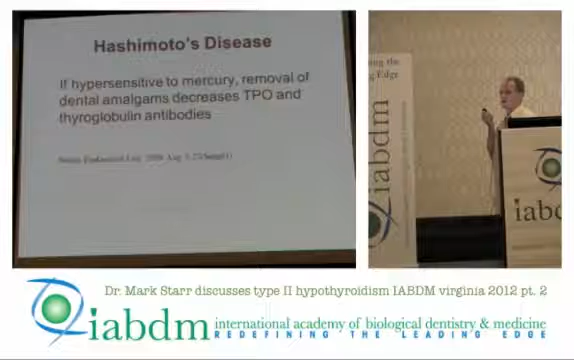 Hashimoto's Disease
If hypersensitive to mercury, removal of
dental amalgams decreases TPO and
thyroglobulin antibodies
iabdm
iabd
Dr. Mark Starr discusses type II hypothyroidism IABDM virginia 2012 pt. 2
iabdm international academy of biological dentistry & medicine
REDEFINING THE LEADING EDGE